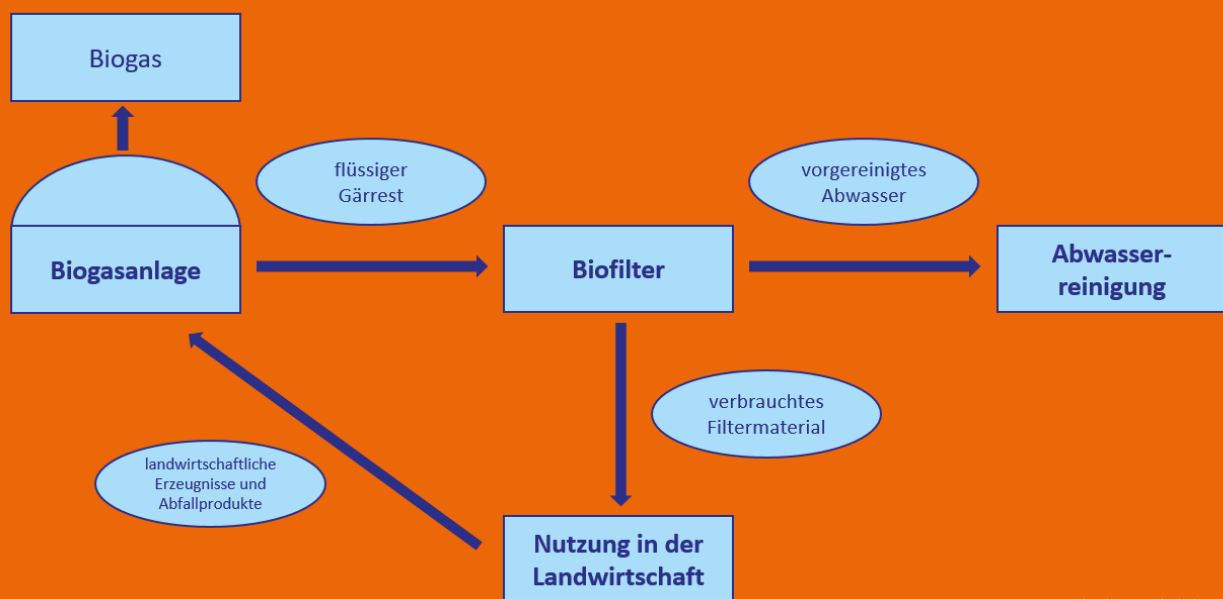 Biogas
flüssiger
Gärrest
vorgereinigtes
Abwasser
Biogasanlage
Biofilter
Abwasser-
reinigung
verbrauchtes
Filtermaterial
landwirtschaftliche
Erzeugnisse und
Abfallprodukte
Nutzung in der
Landwirtschaft